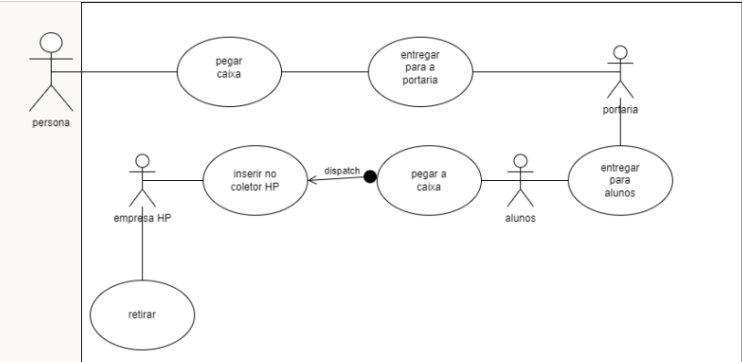 pegar
caixa
entregar
para a
portaria
persona
portaria
inserir no
coletor HP
dispatch
pegar a
caixa
entregar
para
alunos
empresa HP
alunos
retirar